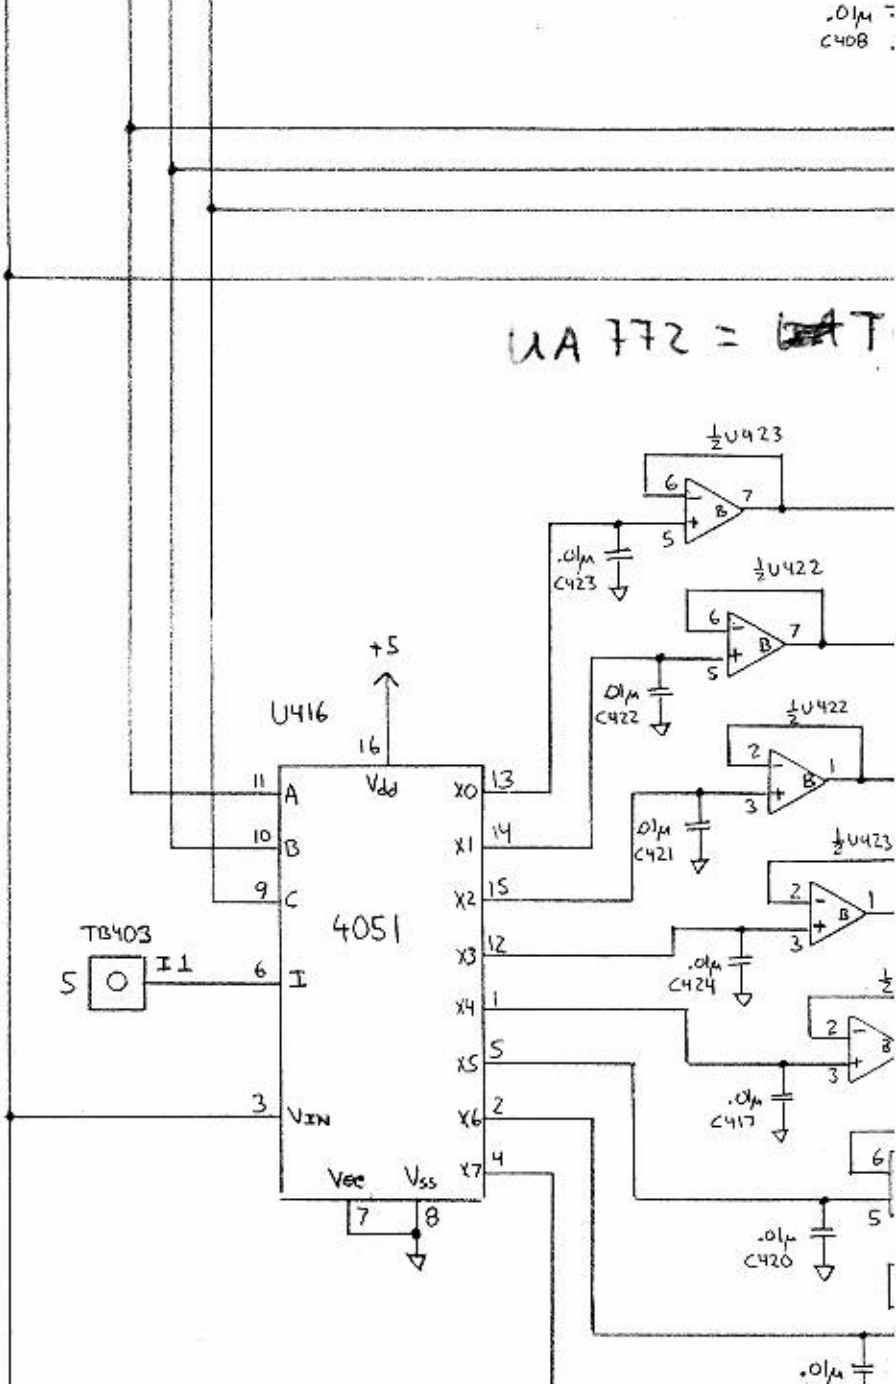 .01µ
C408
UA 772 = T
½U423
6
-
7
B
+
5
.01µ
C423
½U422
6
-
7
B
+
5
.01µ
C422
+5
U416
16
½U422
2
-
1
B
+
3
.01µ
C421
11 A Vdd X0 13
10 B X1 14
½U423
2
-
1
B
+
3
9 C X2 15
4051
TB403
5 I1 6 I
X3 12
.01µ
C424
X4 1
½
2
-
B
+
3
X5 5
.01µ
C417
3 VIN X6 2
X7 4
Vee Vss
7 8
6
5
.01µ
C420
.01µ